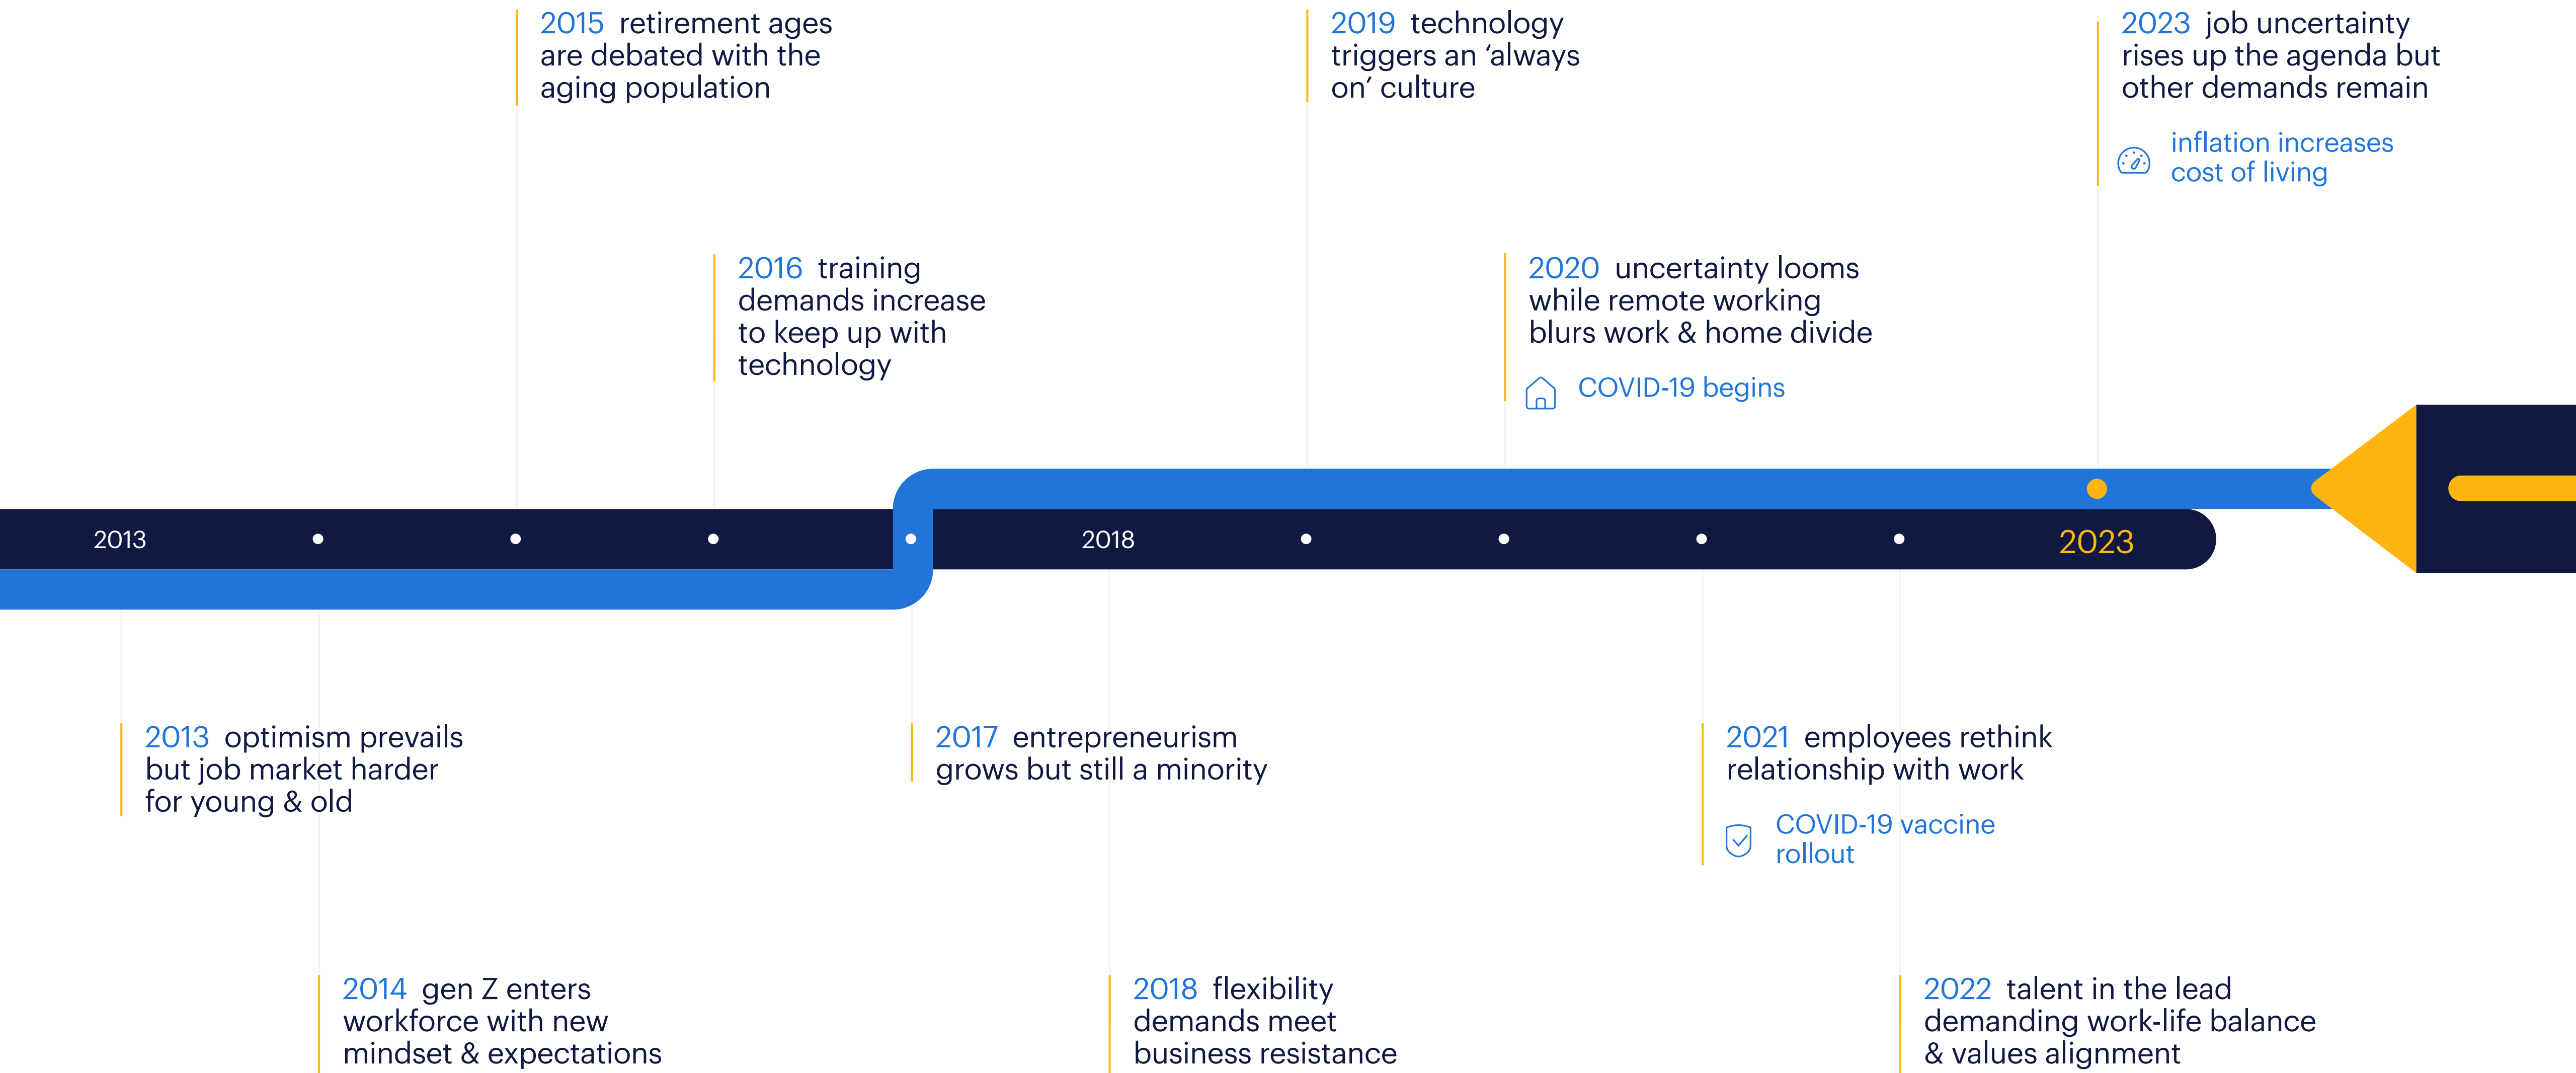 2015 retirement ages
are debated with the
aging population
2019 technology
triggers an ‘always
on’ culture
2023 job uncertainty
rises up the agenda but
other demands remain
inflation increases
cost of living
2016 training
demands increase
to keep up with
technology
2020 uncertainty looms
while remote working
blurs work & home divide
COVID-19 begins
2013
2018
2023
2013 optimism prevails
but job market harder
for young & old
2017 entrepreneurism
grows but still a minority
2021 employees rethink
relationship with work
COVID-19 vaccine
rollout
2014 gen Z enters
workforce with new
mindset & expectations
2018 flexibility
demands meet
business resistance
2022 talent in the lead
demanding work-life balance
& values alignment